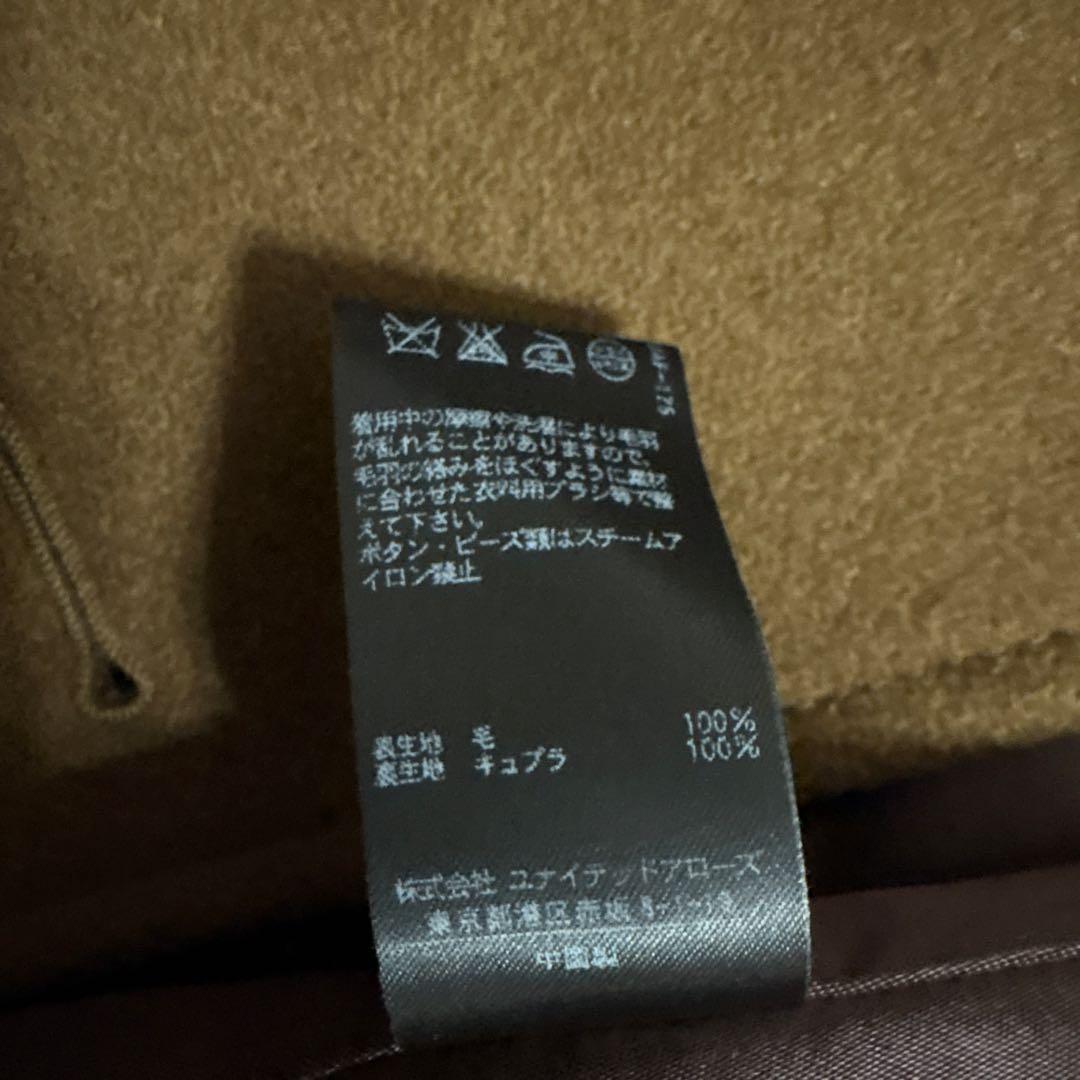 着用中の摩擦や洗濯により毛羽
が乱れることがありますので、
毛羽の絡みをほぐすように素材
に合わせた衣料用ブラシ等で整
えて下さい。
ボタン・ビーズ類はスチームア
イロン禁止
表生地 毛 100%
裏生地 キュプラ 100%
株式会社 ユナイテッドアローズ
東京都港区赤坂
中国製